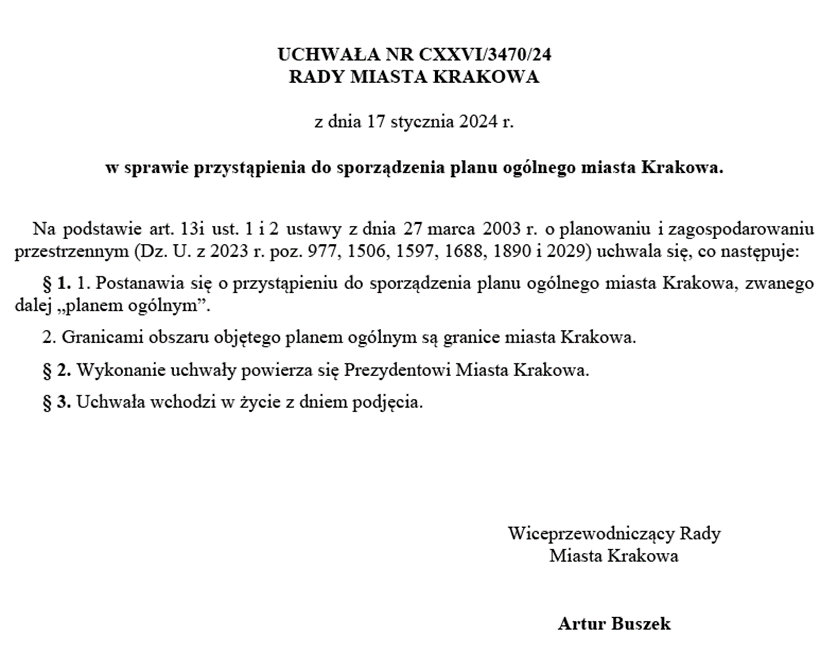 UCHWAŁA NR CXXVI/3470/24
RADY MIASTA KRAKOWA
z dnia 17 stycznia 2024 r.
w sprawie przystąpienia do sporządzenia planu ogólnego miasta Krakowa.
Na podstawie art. 13i ust. 1 i 2 ustawy z dnia 27 marca 2003 r. o planowaniu i zagospodarowaniu
przestrzennym (Dz. U. z 2023 r. poz. 977, 1506, 1597, 1688, 1890 i 2029) uchwala się, co następuje:
§ 1. 1. Postanawia się o przystąpieniu do sporządzenia planu ogólnego miasta Krakowa, zwanego
dalej „planem ogólnym”.
2. Granicami obszaru objętego planem ogólnym są granice miasta Krakowa.
§ 2. Wykonanie uchwały powierza się Prezydentowi Miasta Krakowa.
§ 3. Uchwała wchodzi w życie z dniem podjęcia.
Wiceprzewodniczący Rady
Miasta Krakowa
Artur Buszek